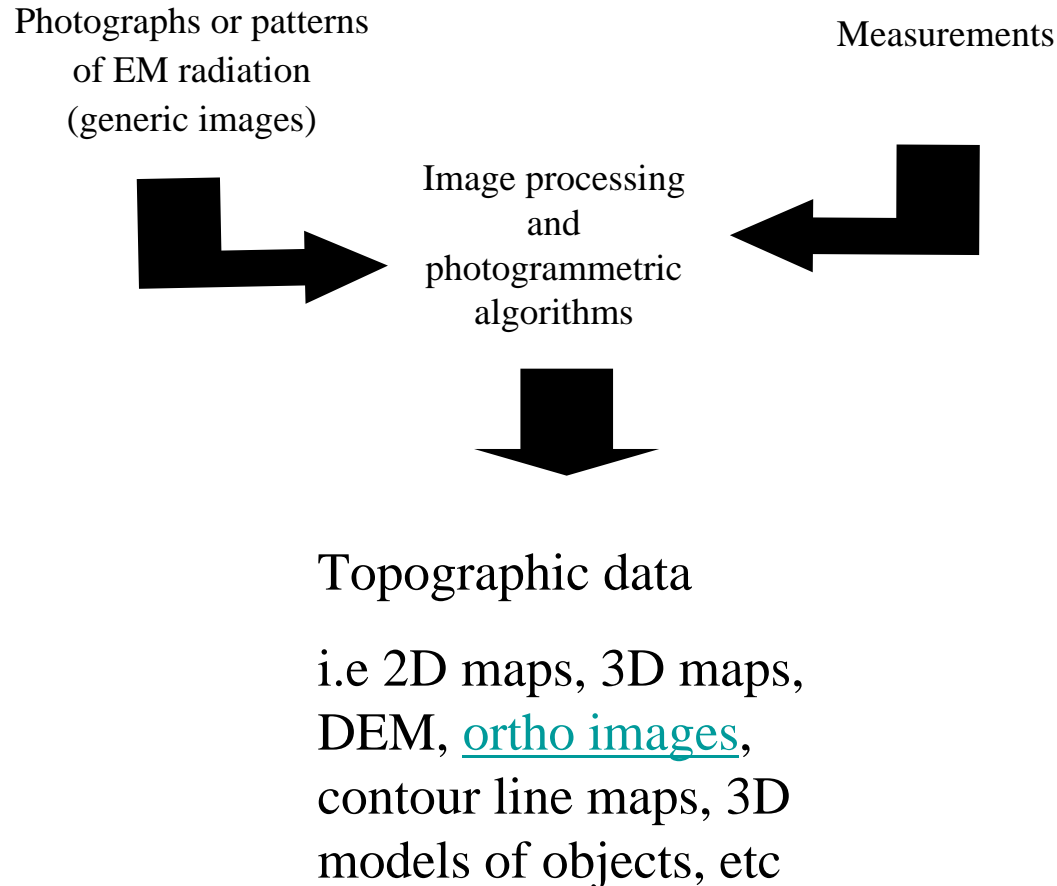 Photographs or patterns
of EM radiation
(generic images)
Measurements
Image processing
and
photogrammetric
algorithms
Topographic data
i.e 2D maps, 3D maps,
DEM, ortho images,
contour line maps, 3D
models of objects, etc